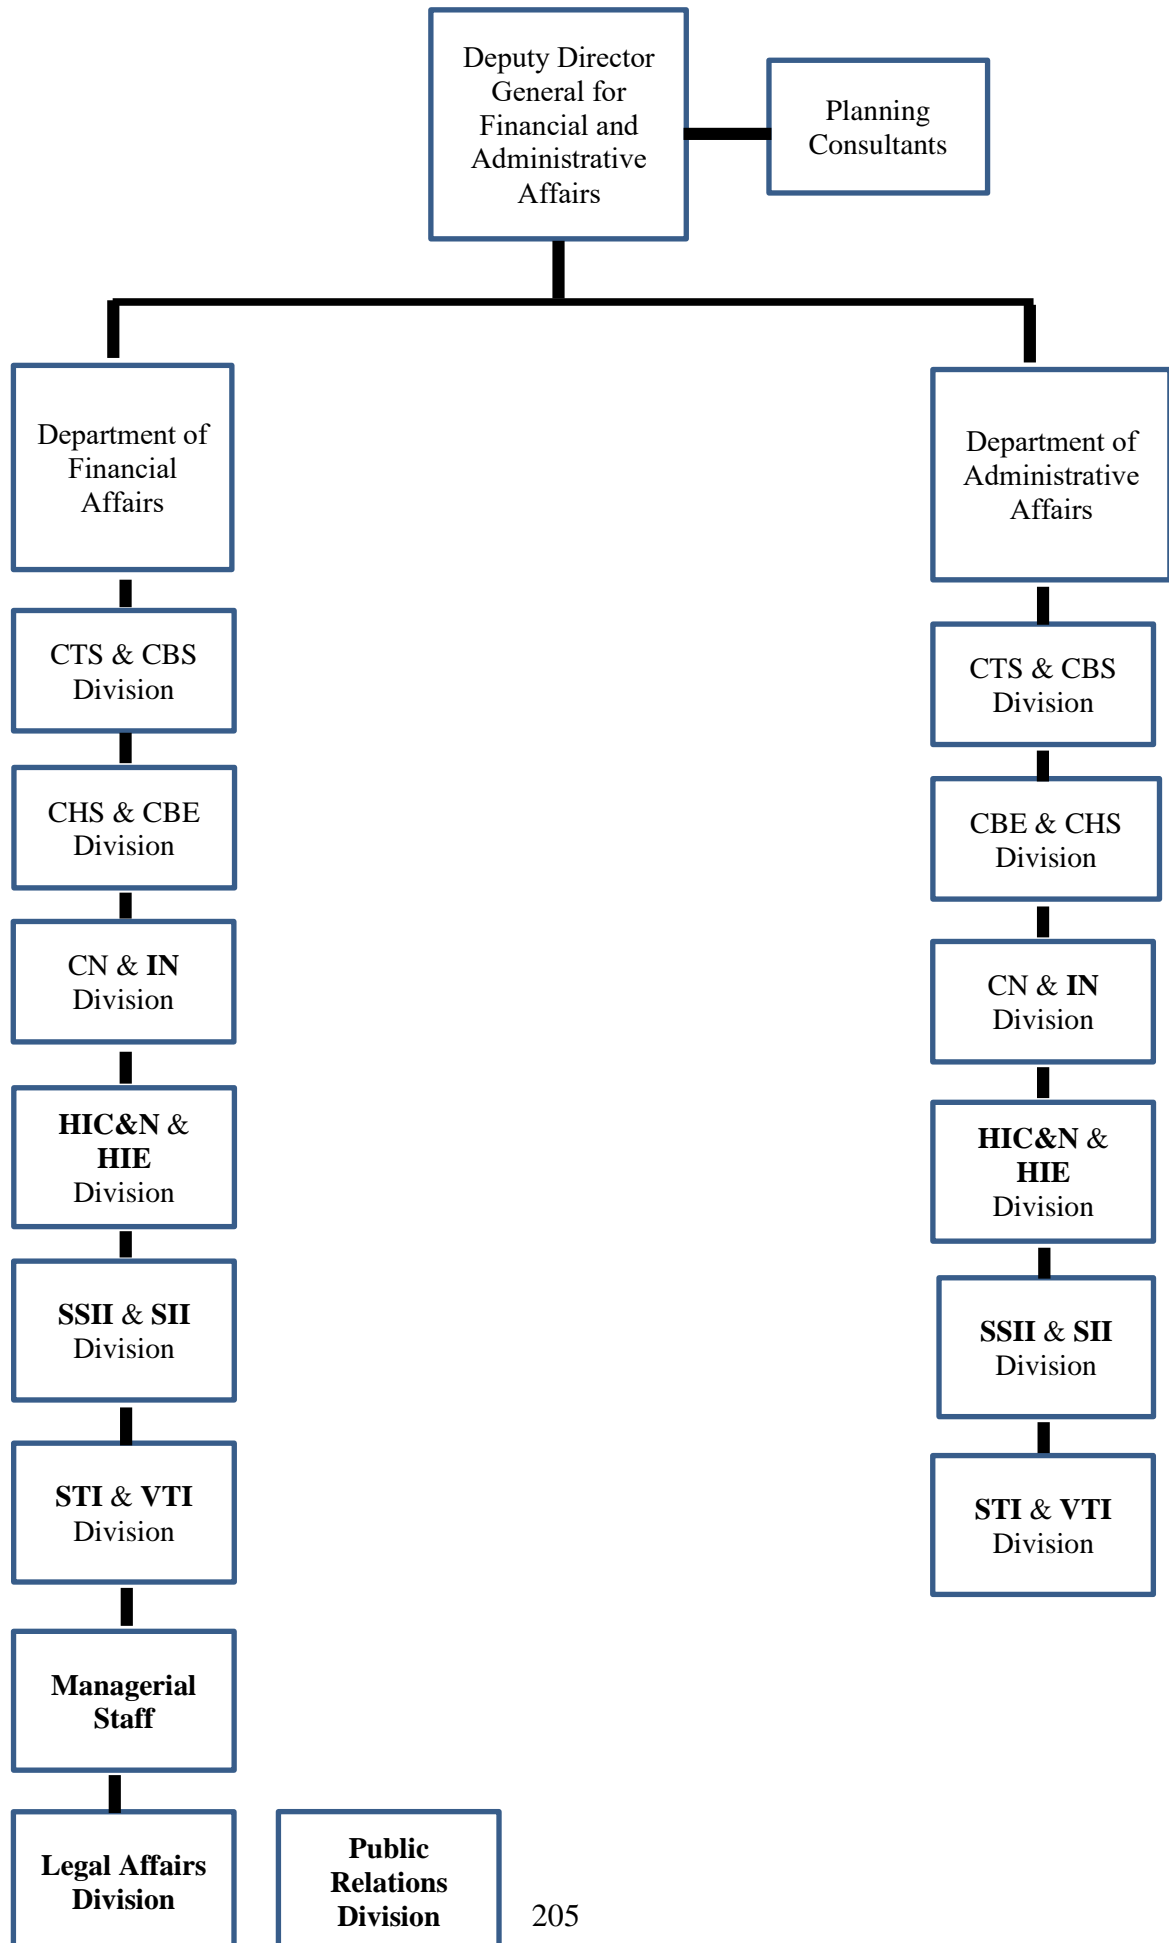 Deputy Director
General for
Financial and
Administrative
Affairs
Planning
Consultants
Department of
Financial
Affairs
Department of
Administrative
Affairs
CTS & CBS
Division
CTS & CBS
Division
CHS & CBE
Division
CBE & CHS
Division
CN & IN
Division
CN & IN
Division
HIC&N &
HIE
Division
HIC&N &
HIE
Division
SSII & SII
Division
SSII & SII
Division
STI & VTI
Division
STI & VTI
Division
Managerial
Staff
Legal Affairs
Division
Public
Relations
Division
205